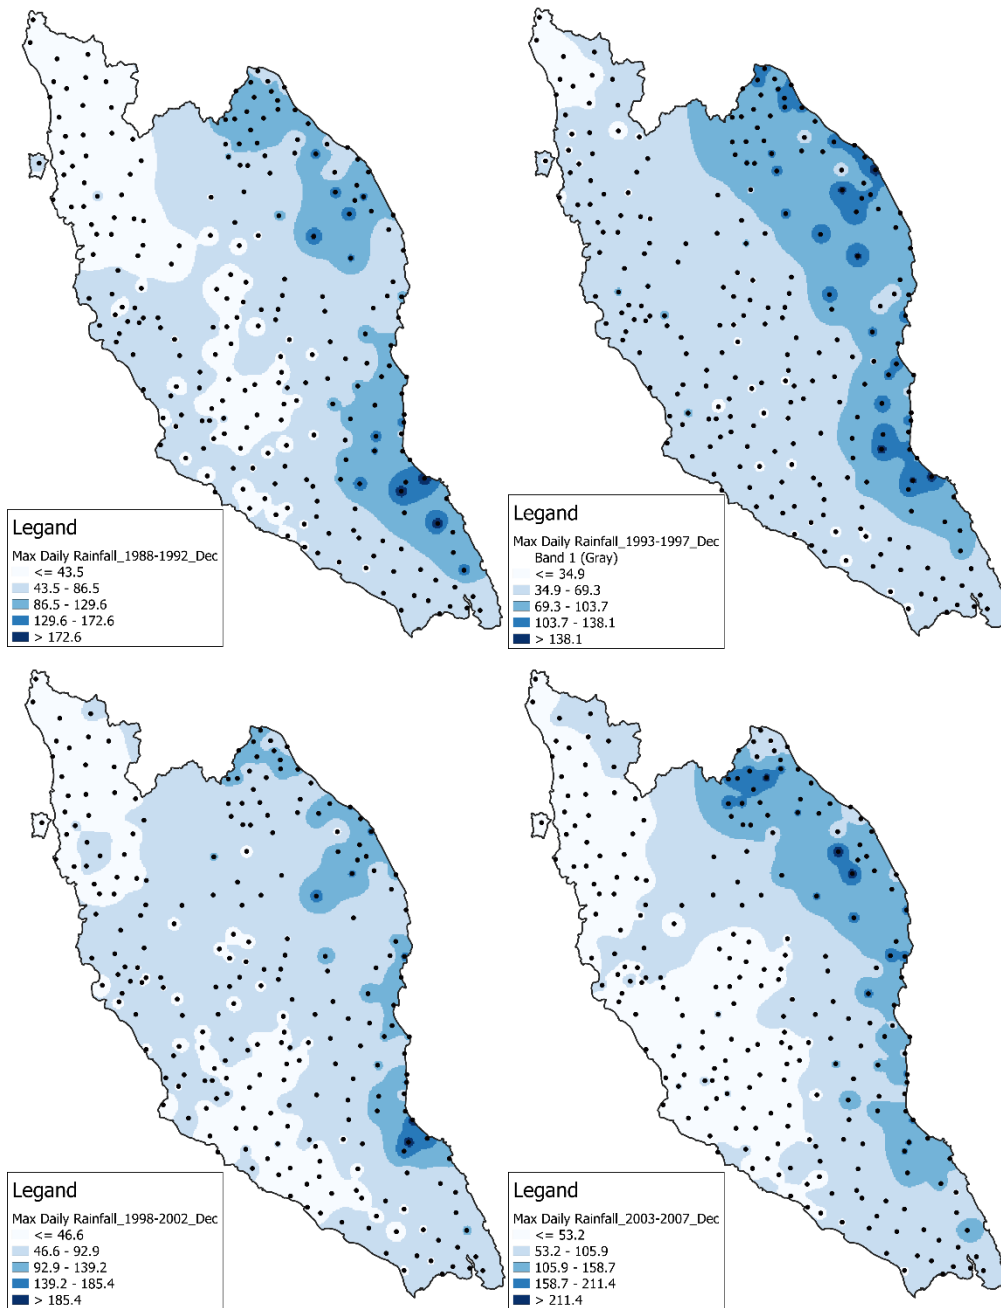 Legand
Max Daily Rainfall_1988-1992_Dec
<= 43.5
43.5 - 86.5
86.5 - 129.6
129.6 - 172.6
> 172.6
Legand
Max Daily Rainfall_1993-1997_Dec
Band 1 (Gray)
<= 34.9
34.9 - 69.3
69.3 - 103.7
103.7 - 138.1
> 138.1
Legand
Max Daily Rainfall_1998-2002_Dec
<= 46.6
46.6 - 92.9
92.9 - 139.2
139.2 - 185.4
> 185.4
Legand
Max Daily Rainfall_2003-2007_Dec
<= 53.2
53.2 - 105.9
105.9 - 158.7
158.7 - 211.4
> 211.4